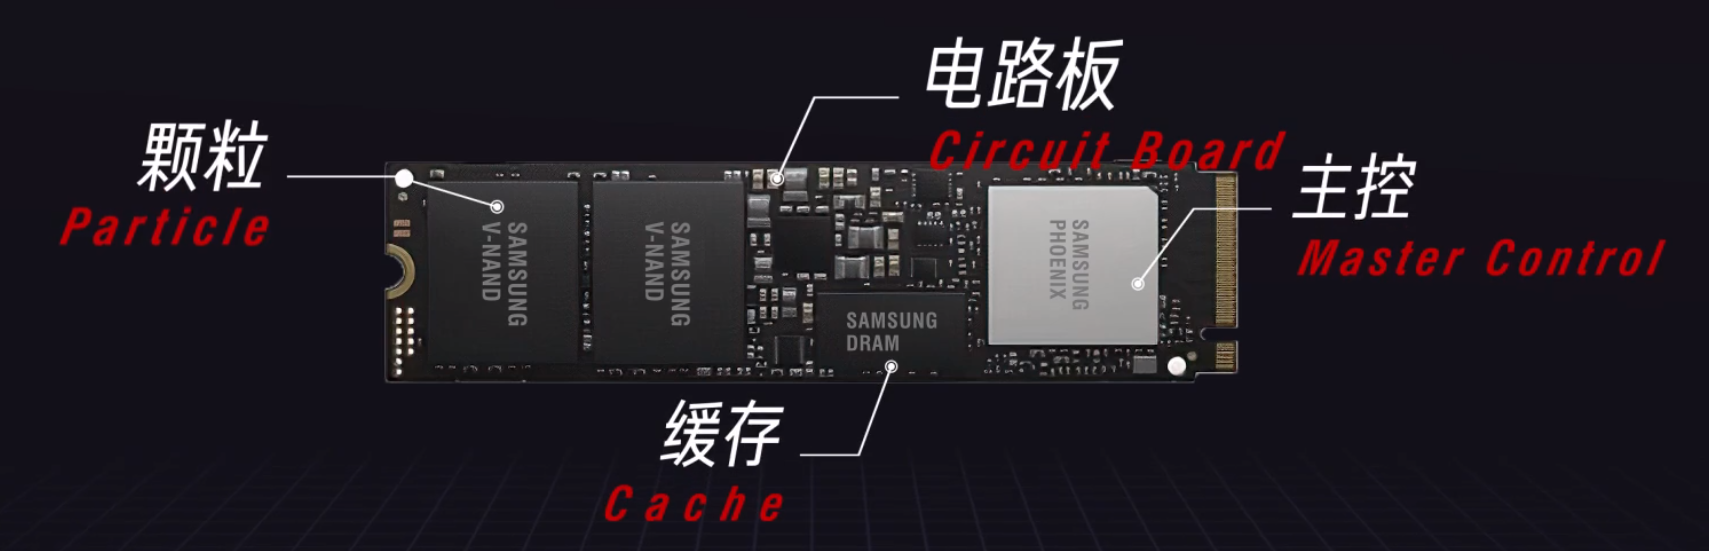 电路板
Circuit Board
颗粒
Particle
主控
Master Control
SAMSUNG
V-NAND
SAMSUNG
V-NAND
SAMSUNG
PHOENIX
SAMSUNG
DRAM
缓存
Cache